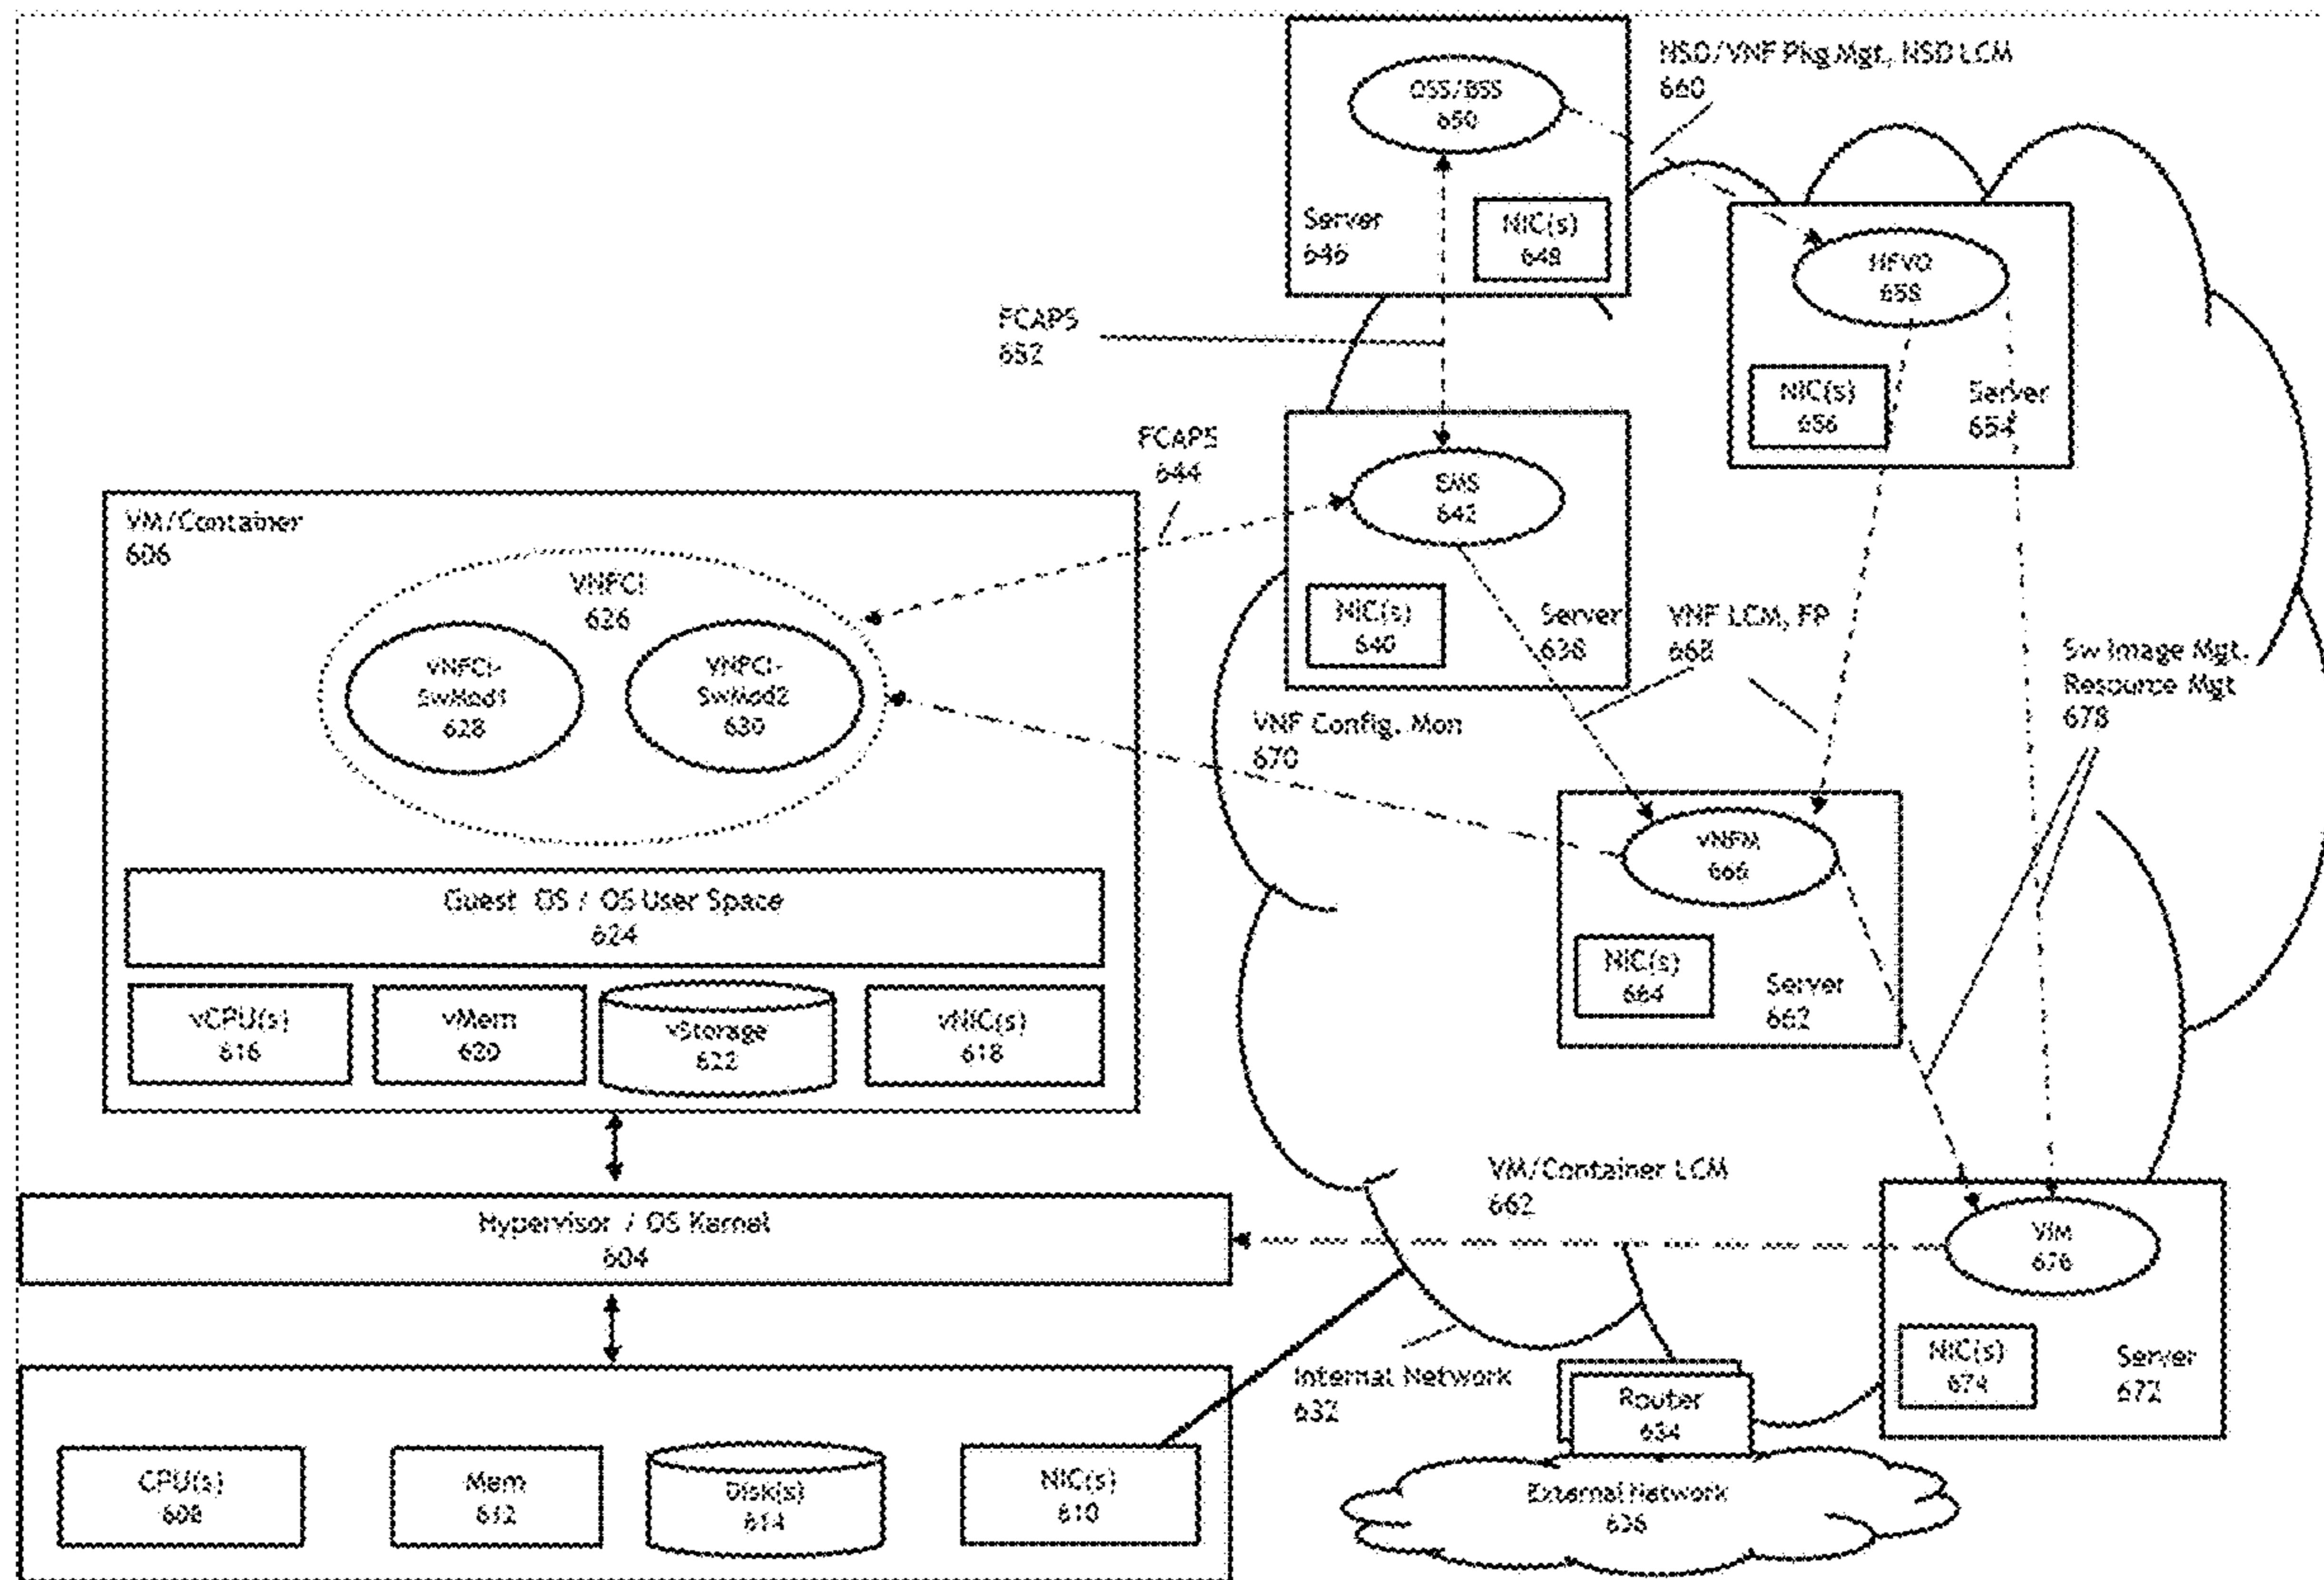 NSD/VNF Pkg Mgt., NSD LCM
660
OSS/BSS
650
Server
646
NIC(s)
648
NFVO
658
NIC(s)
656
Server
654
FCAPS
652
FCAPS
644
EMS
642
NIC(s)
640
Server
638
VNF LCM, FP
668
Sw Image Mgt.
Resource Mgt
678
VM/Container
606
VNFCI
626
VNFCI-
SwMod1
628
VNFCI-
SwMod2
630
VNF Config, Mon
670
VNFM
666
NIC(s)
664
Server
662
Guest OS / OS User Space
624
vCPU(s)
616
vMem
620
vStorage
622
vNIC(s)
618
VM/Container LCM
662
Hypervisor / OS Kernel
604
VIM
676
NIC(s)
674
Server
672
Internal Network
632
Router
634
External Network
636
CPU(s)
608
Mem
612
Disk(s)
614
NIC(s)
610